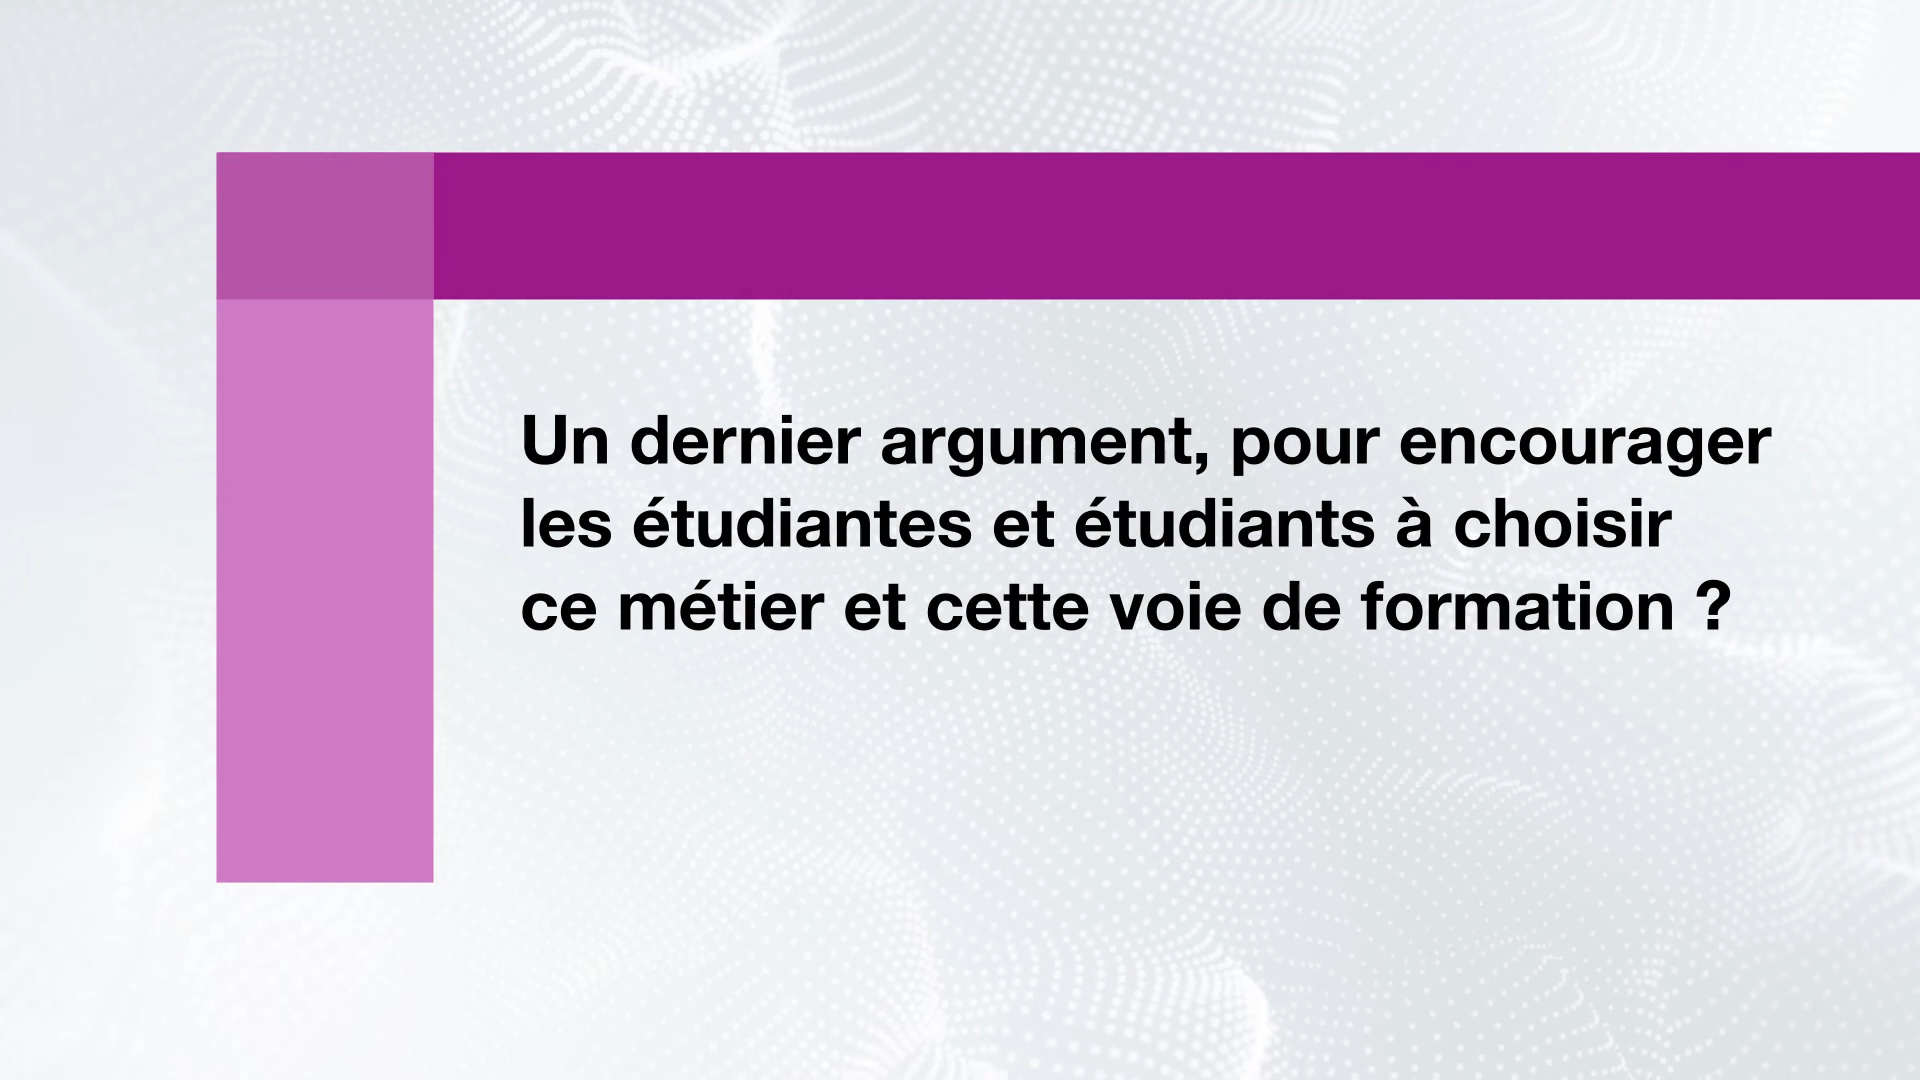 Un dernier argument, pour encourager
les étudiantes et étudiants à choisir
ce métier et cette voie de formation ?